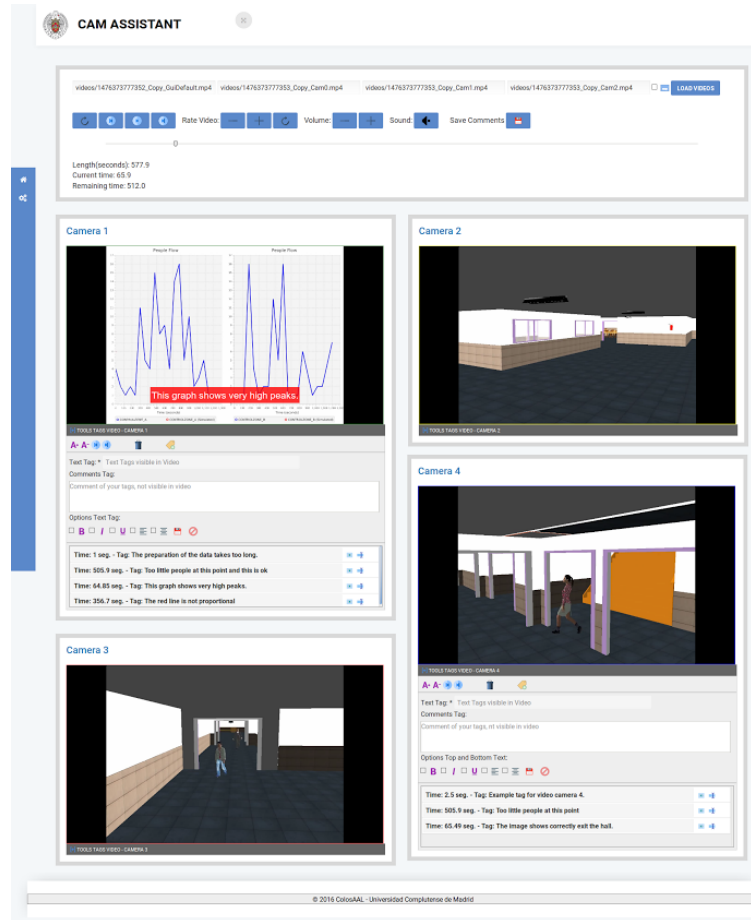 CAM ASSISTANT
videos/1476373777352_Copy_GuiDefault.mp4 videos/1476373777353_Copy_Cam0.mp4 videos/1476373777353_Copy_Cam1.mp4 videos/1476373777353_Copy_Cam2.mp4 LOAD VIDEOS
Rate Video: Volume: Sound: Save Comments
Length(seconds): 577.9
Current time: 65.9
Remaining time: 512.0
Camera 1
People Flow People Flow
This graph shows very high peaks.
TOOLS TAGS VIDEO - CAMERA 1
A+ A-
Text Tag: * Text Tags visible in Video
Comments Tag:
Comment of your tags, not visible in video
Options Text Tag:
B I U
Time: 1 seg. - Tag: The preparation of the data takes too long.
Time: 505.9 seg. - Tag: Too little people at this point and this is ok
Time: 64.85 seg. - Tag: This graph shows very high peaks.
Time: 356.7 seg. - Tag: The red line is not proportional
Camera 2
TOOLS TAGS VIDEO - CAMERA 2
Camera 3
TOOLS TAGS VIDEO - CAMERA 3
Camera 4
TOOLS TAGS VIDEO - CAMERA 4
A+ A-
Text Tag: * Text Tags visible in Video
Comments Tag:
Comment of your tags, nt visible in video
Options Top and Bottom Text:
B I U
Time: 2.5 seg. - Tag: Example tag for video camera 4.
Time: 505.9 seg. - Tag: Too little people at this point
Time: 65.49 seg. - Tag: The image shows correctly exit the hall.
© 2016 ColosAAL - Universidad Complutense de Madrid